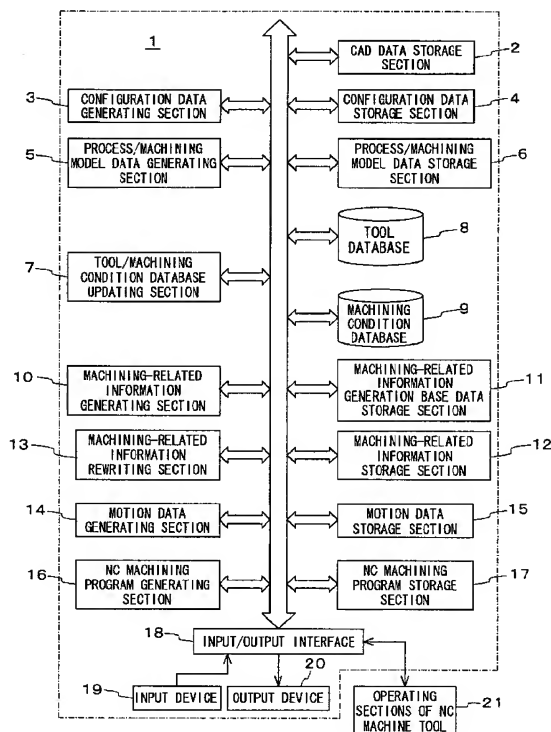 1
CAD DATA STORAGE
SECTION
2
3
CONFIGURATION DATA
GENERATING SECTION
CONFIGURATION DATA
STORAGE SECTION
4
5
PROCESS/MACHINING
MODEL DATA GENERATING
SECTION
PROCESS/MACHINING
MODEL DATA STORAGE
SECTION
6
TOOL
DATABASE
8
7
TOOL/MACHINING
CONDITION DATABASE
UPDATING SECTION
MACHINING
CONDITION
DATABASE
9
10
MACHINING-RELATED
INFORMATION
GENERATING SECTION
MACHINING-RELATED
INFORMATION
GENERATION BASE DATA
STORAGE SECTION
11
13
MACHINING-RELATED
INFORMATION
REWRITING SECTION
MACHINING-RELATED
INFORMATION
STORAGE SECTION
12
14
MOTION DATA
GENERATING SECTION
MOTION DATA
STORAGE SECTION
15
16
NC MACHINING
PROGRAM GENERATING
SECTION
NC MACHINING
PROGRAM STORAGE
SECTION
17
18
INPUT/OUTPUT INTERFACE
19
INPUT DEVICE
20
OUTPUT DEVICE
OPERATING
SECTIONS OF NC
MACHINE TOOL
21